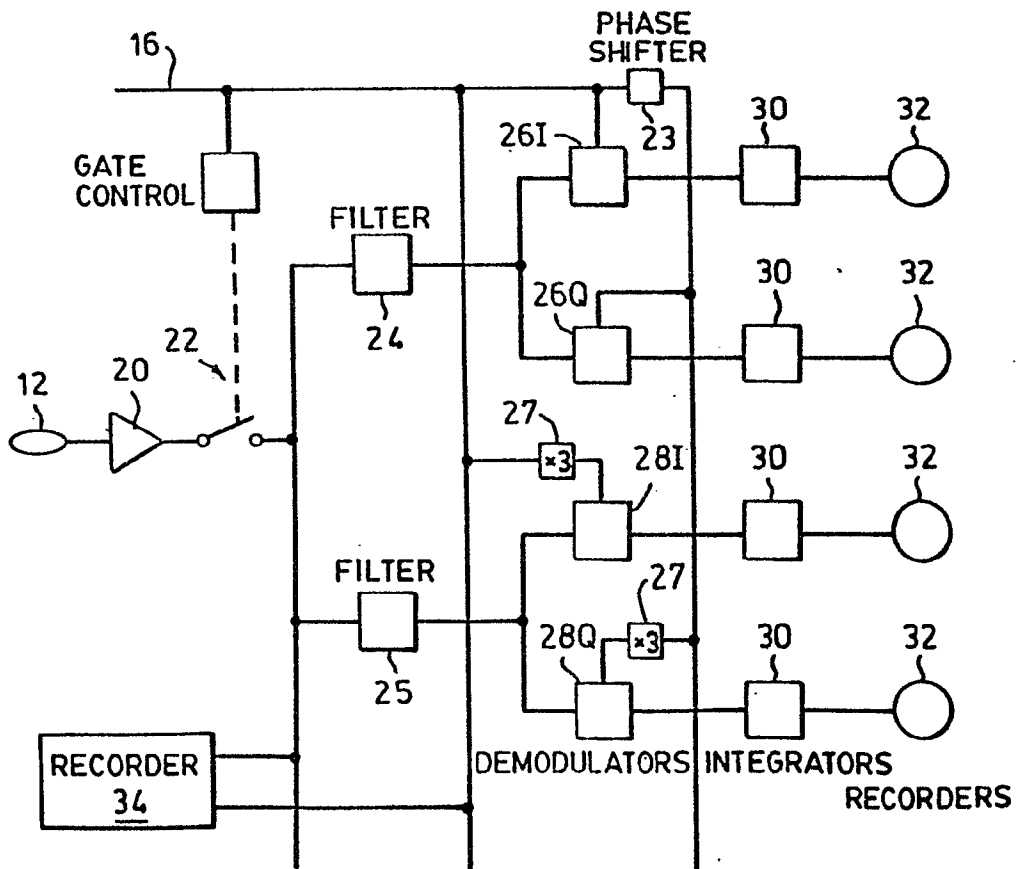 PHASE
SHIFTER
16
23
26I
30
32
GATE
CONTROL
FILTER
24
26Q
30
32
22
12
20
27
×3
28I
30
32
FILTER
25
27
×3
28Q
30
32
DEMODULATORS INTEGRATORS
RECORDERS
RECORDER
34